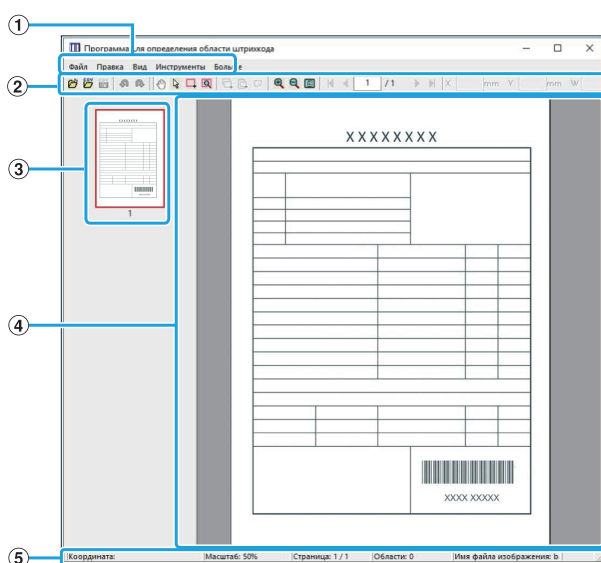 1
Программа для определения области штрихкода
Файл Правка Вид Инструменты Больше
2
1 / 1 X mm Y mm W
3
XXXXXXXX
1
XXXXXXXX
4
XXXX XXXXX
5
Координата: Масштаб: 50% Страница: 1 / 1 Области: 0 Имя файла изображения: b